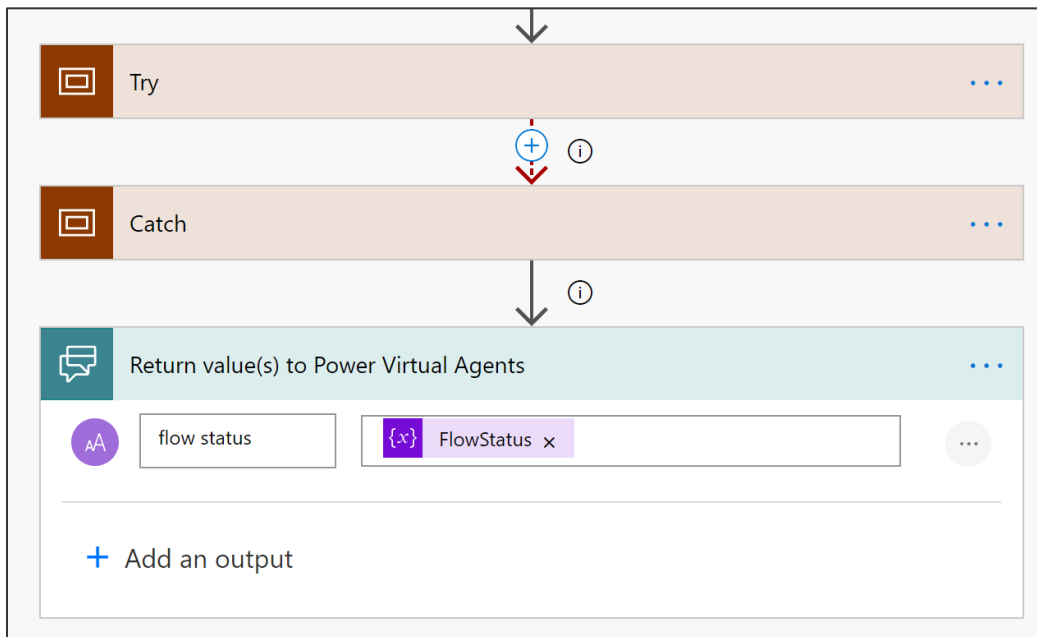 Try
Catch
Return value(s) to Power Virtual Agents
flow status
{x} FlowStatus ×
+ Add an output